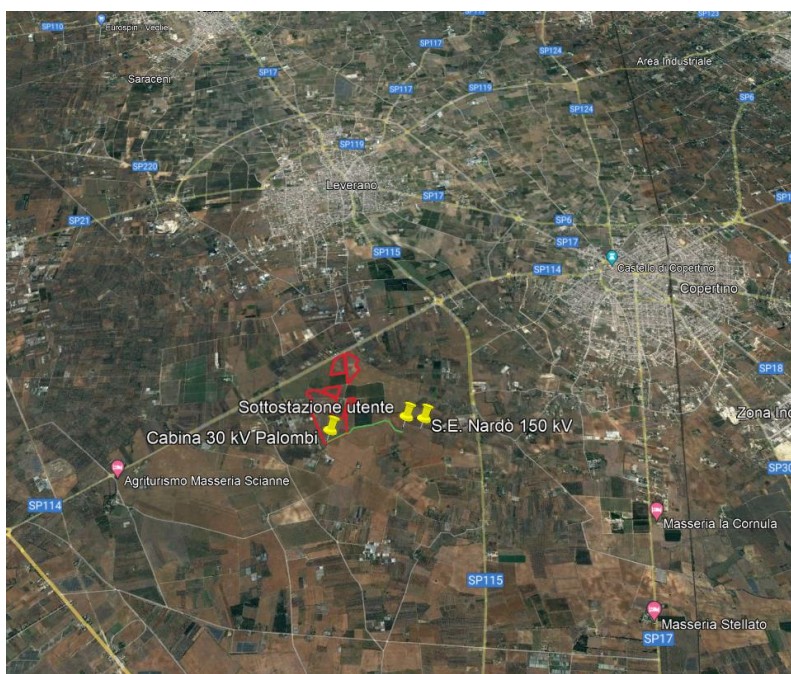 SP110
Eurospin - Veglie
SP123
SP17
SP117
SP124
Area Industriale
Saraceni
SP117
SP119
SP124
SP6
SP119
SP220
Leverano
SP17
SP21
SP6
SP17
SP115
SP114
Castello di Copertino
Copertino
SP18
Sottostazione utente
Zona Ind
Cabina 30 kV Palombi
S.E. Nardò 150 kV
SP30
Agriturismo Masseria Scianne
SP114
Masseria la Cornula
SP115
Masseria Stellato
SP17